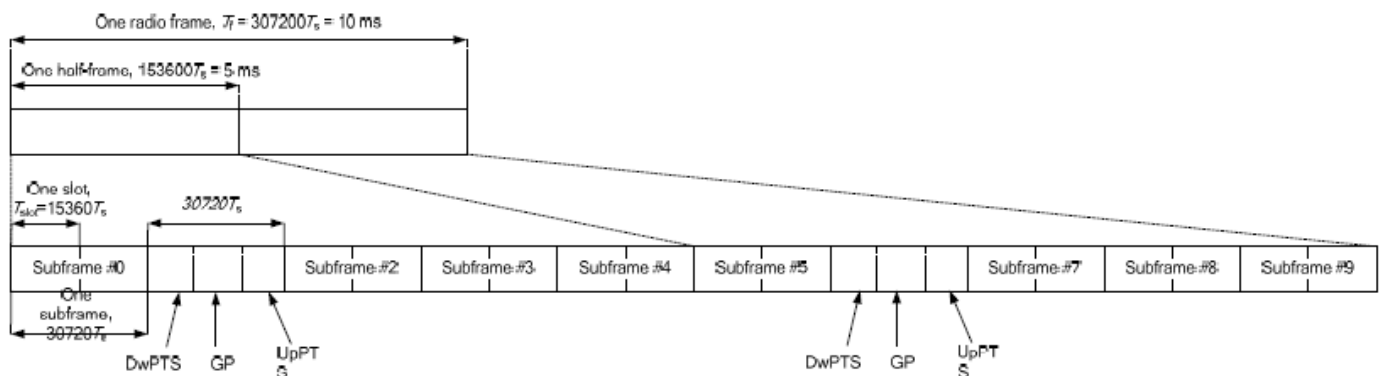 One radio frame, Tf = 307200Ts = 10 ms
One half-frame, 153600Ts = 5 ms
One slot,
Tslot=15360Ts
30720Ts
Subframe #0
Subframe #2
Subframe #3
Subframe #4
Subframe #5
Subframe #7
Subframe #8
Subframe #9
One
subframe,
30720Ts
DwPTS
GP
UpPT
S
DwPTS
GP
UpPT
S